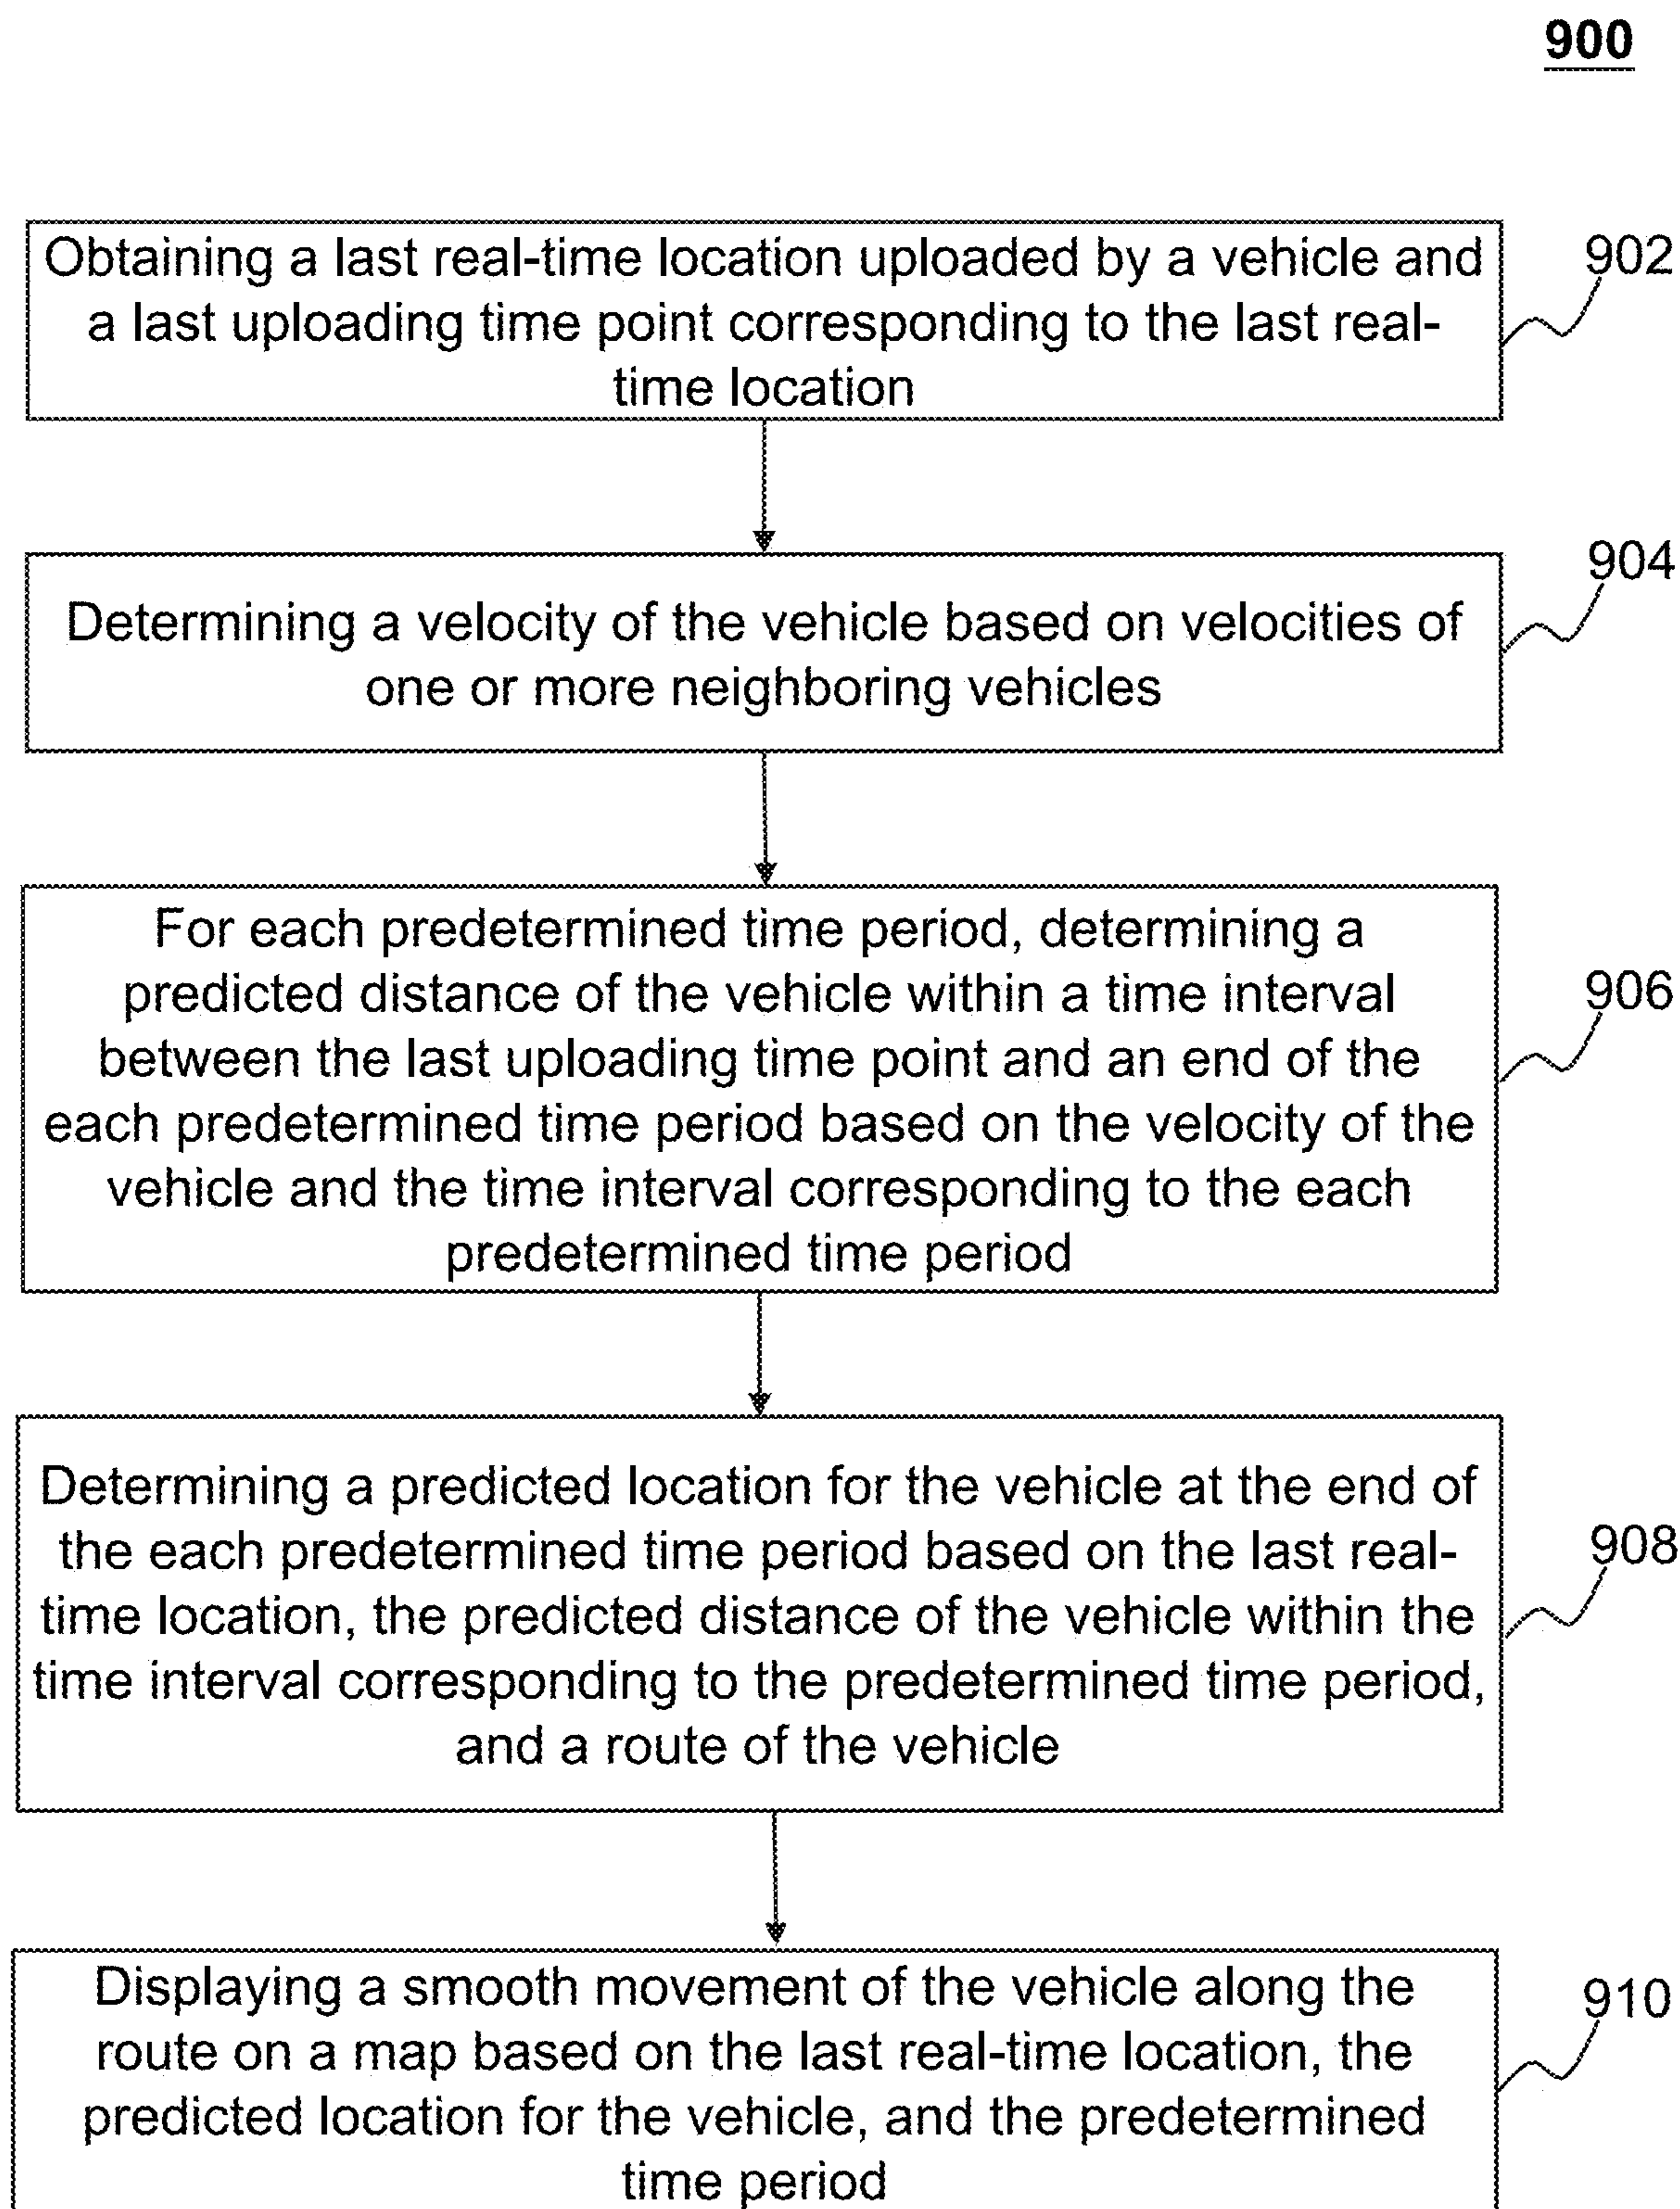 900
Obtaining a last real-time location uploaded by a vehicle and
a last uploading time point corresponding to the last real-
time location
902
Determining a velocity of the vehicle based on velocities of
one or more neighboring vehicles
904
For each predetermined time period, determining a
predicted distance of the vehicle within a time interval
between the last uploading time point and an end of the
each predetermined time period based on the velocity of the
vehicle and the time interval corresponding to the each
predetermined time period
906
Determining a predicted location for the vehicle at the end of
the each predetermined time period based on the last real-
time location, the predicted distance of the vehicle within the
time interval corresponding to the predetermined time period,
and a route of the vehicle
908
Displaying a smooth movement of the vehicle along the
route on a map based on the last real-time location, the
predicted location for the vehicle, and the predetermined
time period
910